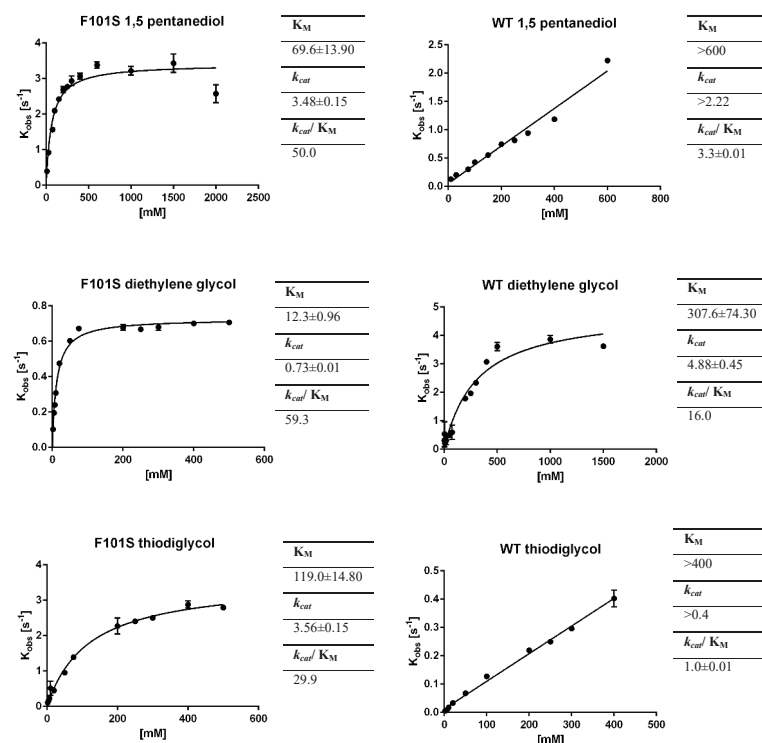 F101S 1,5 pentanediol
K_obs [s⁻¹]
4
3
2
1
0
0 500 1000 1500 2000 2500
[mM]
K_M
69.6±13.90
k_cat
3.48±0.15
k_cat/ K_M
50.0
WT 1,5 pentanediol
K_obs [s⁻¹]
2.5
2.0
1.5
1.0
0.5
0.0
0 200 400 600 800
[mM]
K_M
>600
k_cat
>2.22
k_cat/ K_M
3.3±0.01
F101S diethylene glycol
K_obs [s⁻¹]
0.8
0.6
0.4
0.2
0.0
0 200 400 600
[mM]
K_M
12.3±0.96
k_cat
0.73±0.01
k_cat/ K_M
59.3
WT diethylene glycol
K_obs [s⁻¹]
5
4
3
2
1
0
0 500 1000 1500 2000
[mM]
K_M
307.6±74.30
k_cat
4.88±0.45
k_cat/ K_M
16.0
F101S thiodiglycol
K_obs [s⁻¹]
4
3
2
1
0
0 200 400 600
[mM]
K_M
119.0±14.80
k_cat
3.56±0.15
k_cat/ K_M
29.9
WT thiodiglycol
K_obs [s⁻¹]
0.5
0.4
0.3
0.2
0.1
0.0
0 100 200 300 400 500
[mM]
K_M
>400
k_cat
>0.4
k_cat/ K_M
1.0±0.01